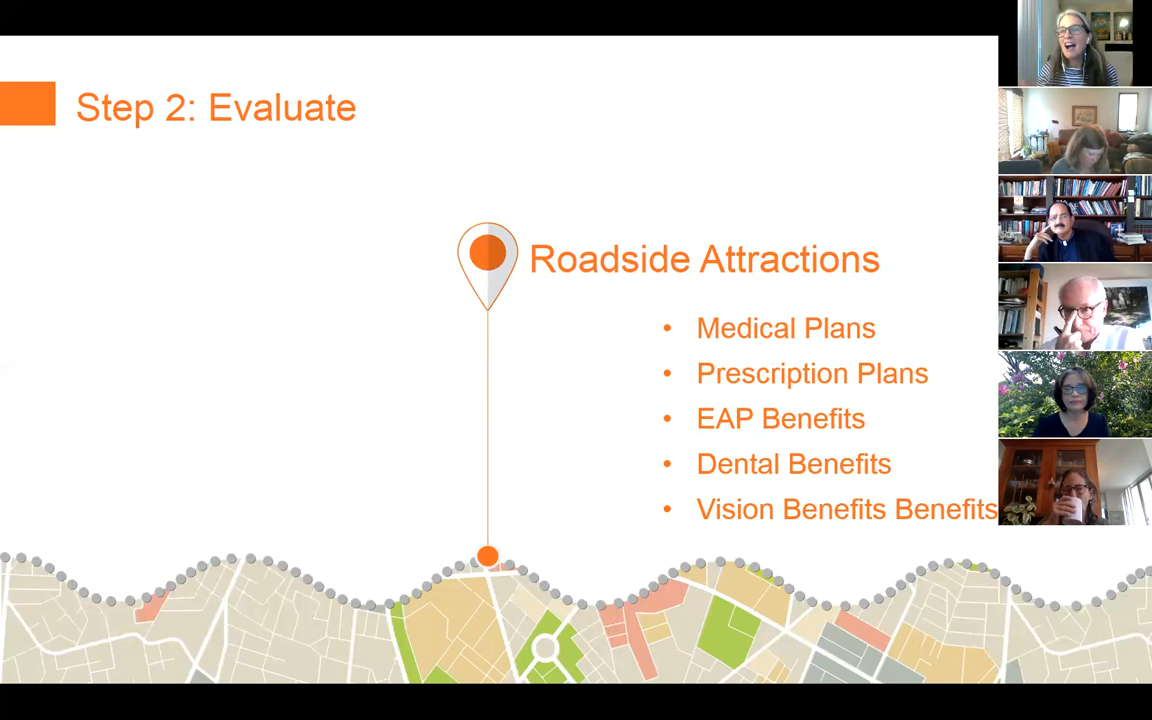 Step 2: Evaluate
Roadside Attractions
• Medical Plans
• Prescription Plans
• EAP Benefits
• Dental Benefits
• Vision Benefits Benefits